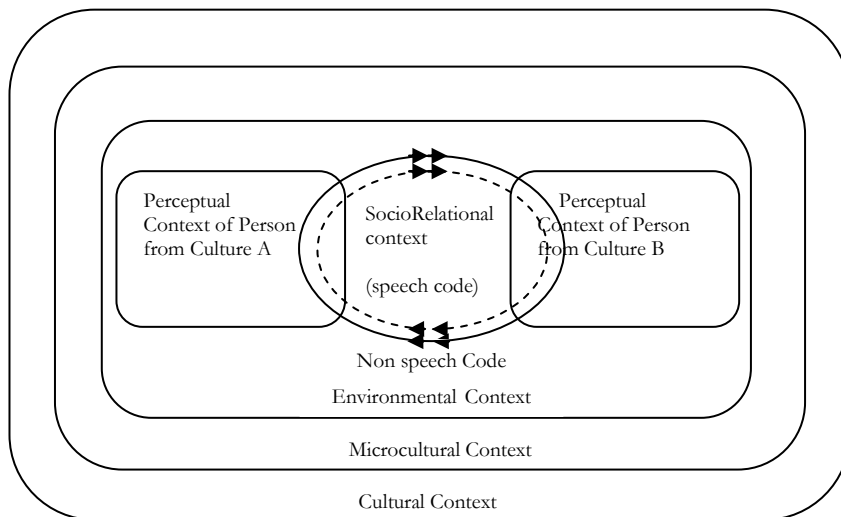 Perceptual
Context of Person
from Culture A
SocioRelational
context
(speech code)
Perceptual
Context of Person
from Culture B
Non speech Code
Environmental Context
Microcultural Context
Cultural Context